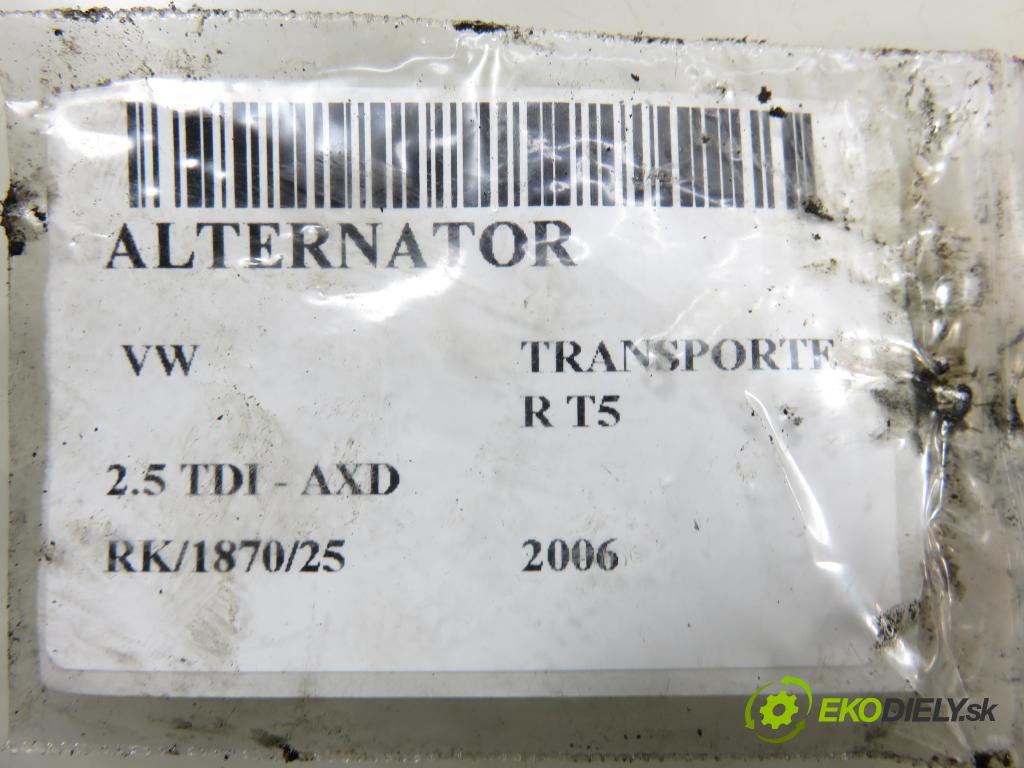 ALTERNATOR
VW TRANSPORTE
R T5
2.5 TDI - AXD
RK/1870/25 2006
EKODIELY.sk